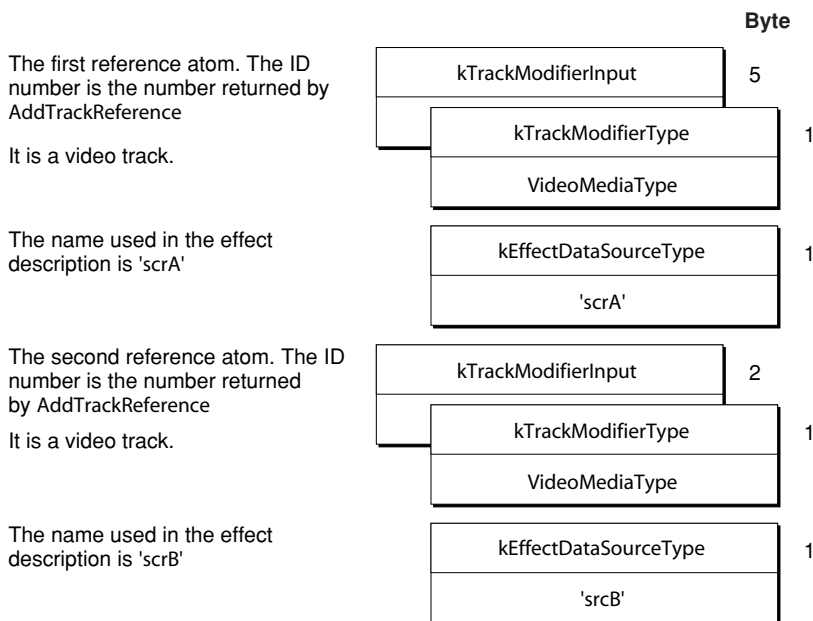 Byte
The first reference atom. The ID
number is the number returned by
AddTrackReference
It is a video track.
kTrackModifierInput 5
kTrackModifierType 1
VideoMediaType
The name used in the effect
description is 'scrA'
kEffectDataSourceType 1
'scrA'
The second reference atom. The ID
number is the number returned
by AddTrackReference
It is a video track.
kTrackModifierInput 2
kTrackModifierType 1
VideoMediaType
The name used in the effect
description is 'scrB'
kEffectDataSourceType 1
'srcB'